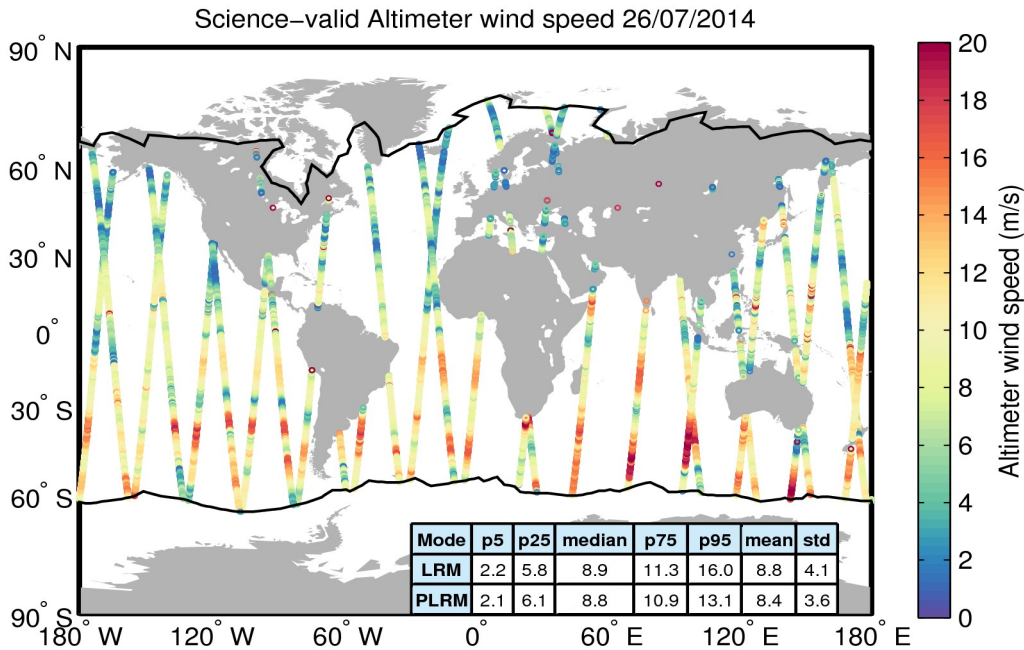 Science-valid Altimeter wind speed 26/07/2014
90° N
60° N
30° N
0°
30° S
60° S
90° S
180° W
120° W
60° W
0°
60° E
120° E
180° E
Mode p5 p25 median p75 p95 mean std
LRM 2.2 5.8 8.9 11.3 16.0 8.8 4.1
PLRM 2.1 6.1 8.8 10.9 13.1 8.4 3.6
20
18
16
14
12
10
8
6
4
2
0
Altimeter wind speed (m/s)